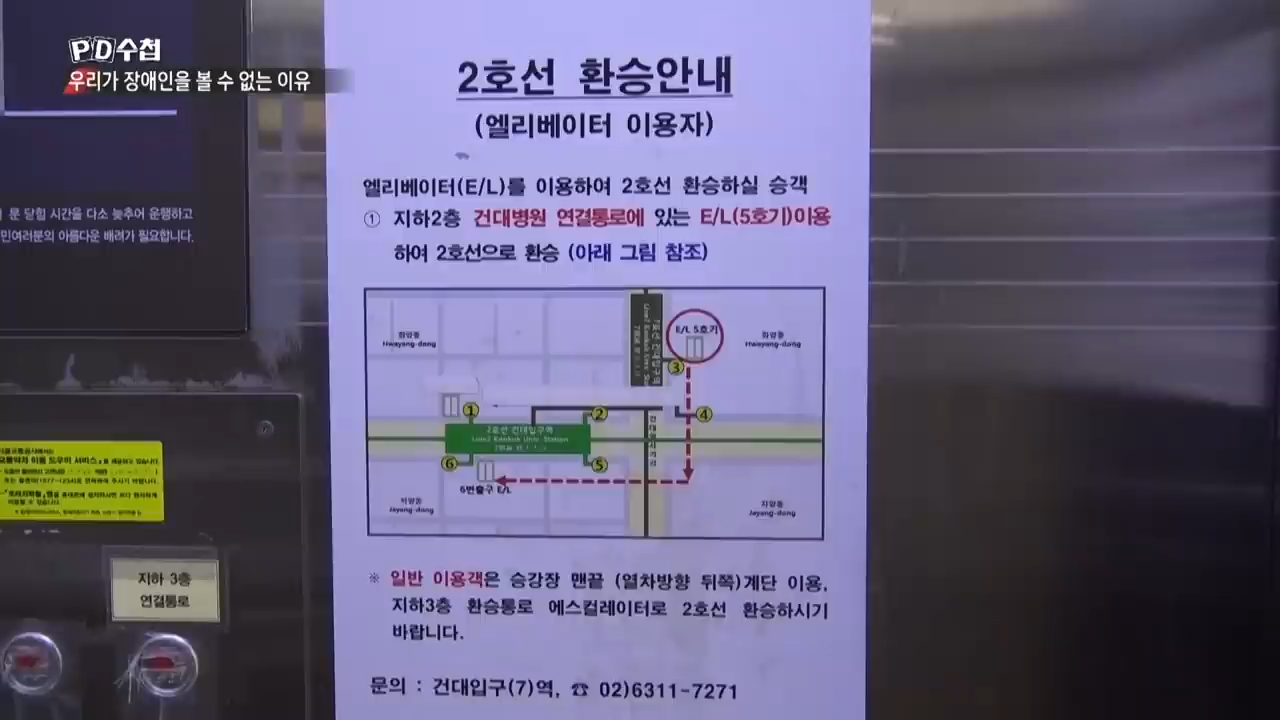 PD수첩
우리가 장애인을 볼 수 없는 이유
문 닫힘 시간을 다소 늦추어 운행하고
민여러분의 아름다운 배려가 필요합니다.
지하 3층
연결통로
2호선 환승안내
(엘리베이터 이용자)
엘리베이터(E/L)를 이용하여 2호선 환승하실 승객
① 지하2층 건대병원 연결통로에 있는 E/L(5호기)이용
하여 2호선으로 환승 (아래 그림 참조)
화양동
Hwayang-dong
E/L 5호기
화양동
Hwayang-dong
③
①
②
④
2호선 건대입구역
Line2 Konkuk Univ. Station
⑥
⑤
6번출구 E/L
자양동
Jayang-dong
자양동
Jayang-dong
※ 일반 이용객은 승강장 맨끝 (열차방향 뒤쪽)계단 이용,
지하3층 환승통로 에스컬레이터로 2호선 환승하시기
바랍니다.
문의 : 건대입구(7)역, ☎ 02)6311-7271